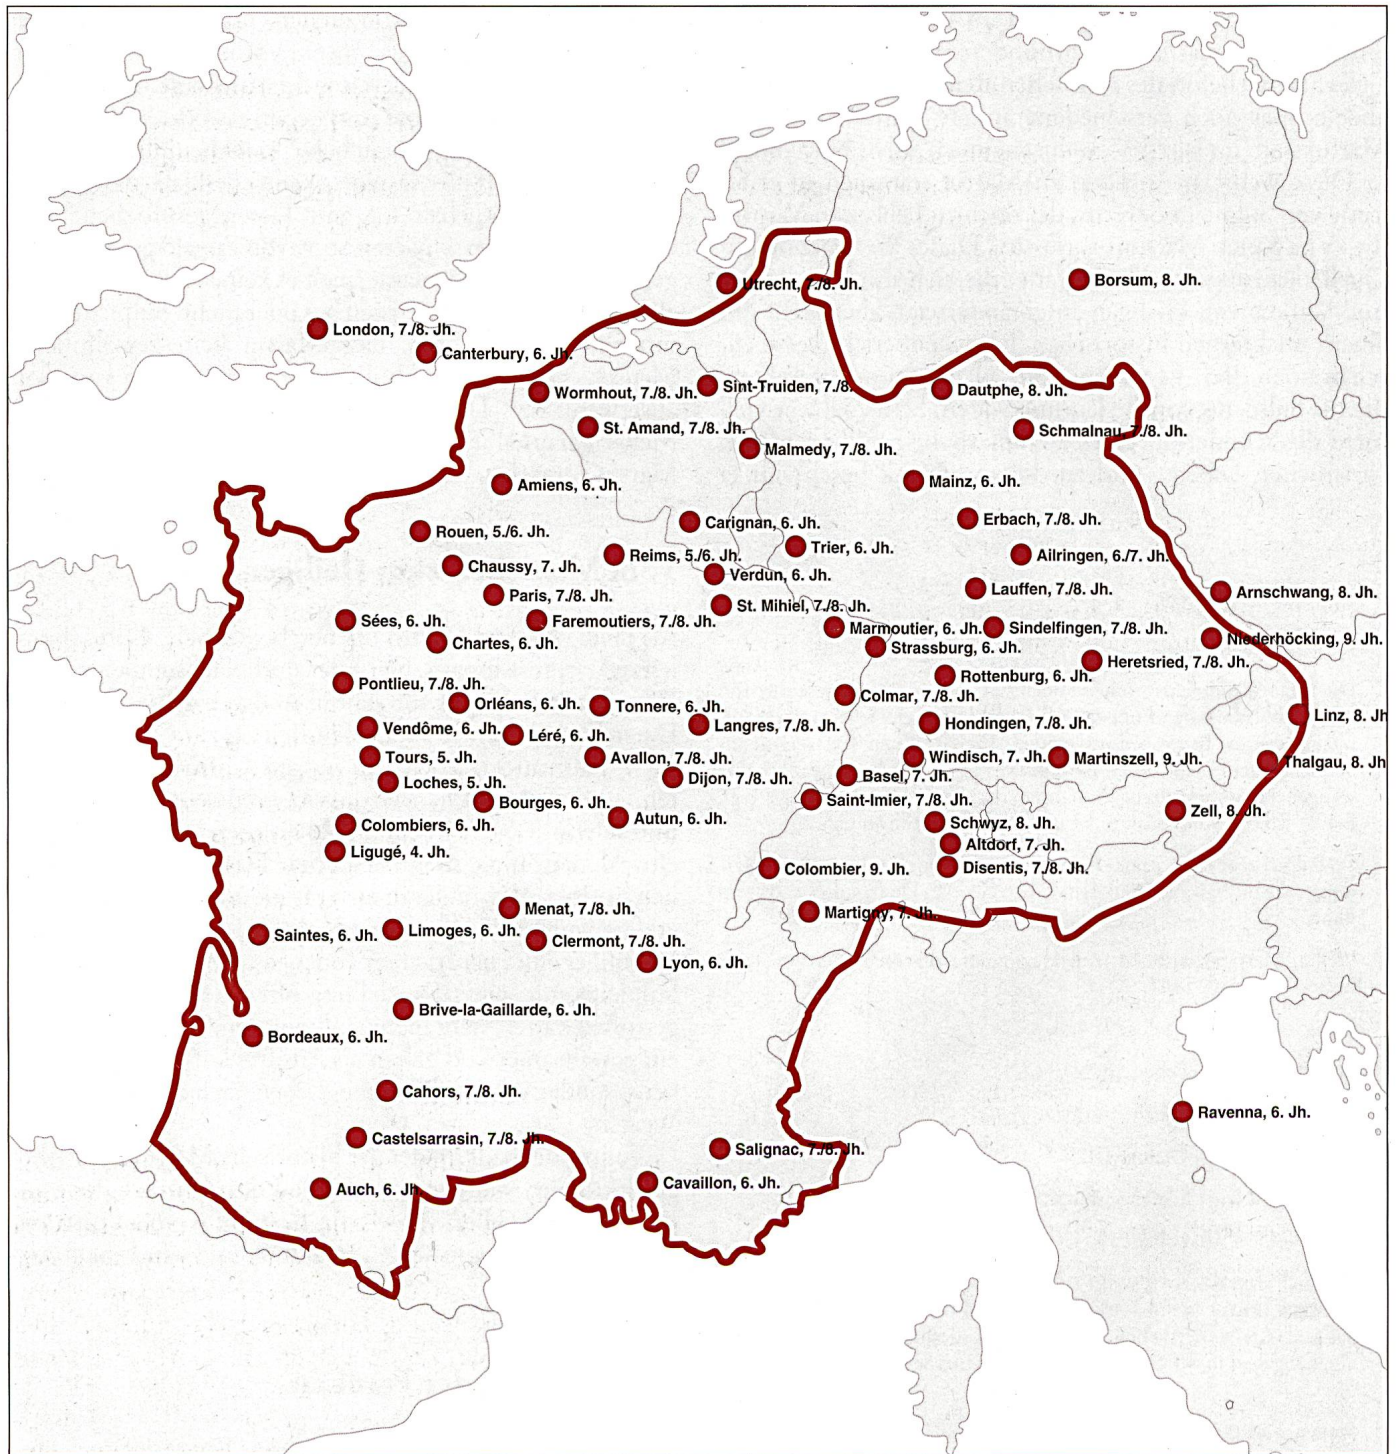 Utrecht, 7./8. Jh.
Borsum, 8. Jh.
London, 7./8. Jh.
Canterbury, 6. Jh.
Wormhout, 7./8. Jh.
Sint-Truiden, 7./8.
Dautphe, 8. Jh.
St. Amand, 7./8. Jh.
Schmalnau, 7./8. Jh.
Malmedy, 7./8. Jh.
Amiens, 6. Jh.
Mainz, 6. Jh.
Carignan, 6. Jh.
Erbach, 7./8. Jh.
Rouen, 5./6. Jh.
Reims, 5./6. Jh.
Trier, 6. Jh.
Ailringen, 6./7. Jh.
Chaussy, 7. Jh.
Verdun, 6. Jh.
Lauffen, 7./8. Jh.
Arnschwang, 8. Jh.
Paris, 7./8. Jh.
St. Mihiel, 7./8. Jh.
Sées, 6. Jh.
Faremoutiers, 7./8. Jh.
Marmoutier, 6. Jh.
Sindelfingen, 7./8. Jh.
Niederhöcking, 9. Jh.
Chartes, 6. Jh.
Strassburg, 6. Jh.
Heretsried, 7./8. Jh.
Rottenburg, 6. Jh.
Pontlieu, 7./8. Jh.
Colmar, 7./8. Jh.
Orléans, 6. Jh.
Tonnere, 6. Jh.
Linz, 8. Jh
Vendôme, 6. Jh.
Léré, 6. Jh.
Langres, 7./8. Jh.
Hondingen, 7./8. Jh.
Tours, 5. Jh.
Avallon, 7./8. Jh.
Windisch, 7. Jh.
Martinszell, 9. Jh.
Thalgau, 8. Jh
Loches, 5. Jh.
Dijon, 7./8. Jh.
Basel, 7. Jh.
Bourges, 6. Jh.
Saint-Imier, 7./8. Jh.
Zell, 8. Jh.
Colombiers, 6. Jh.
Autun, 6. Jh.
Schwyz, 8. Jh.
Ligugé, 4. Jh.
Altdorf, 7. Jh.
Colombier, 9. Jh.
Disentis, 7./8. Jh.
Menat, 7./8. Jh.
Martigny, 7. Jh.
Saintes, 6. Jh.
Limoges, 6. Jh.
Clermont, 7./8. Jh.
Lyon, 6. Jh.
Brive-la-Gaillarde, 6. Jh.
Bordeaux, 6. Jh.
Cahors, 7./8. Jh.
Ravenna, 6. Jh.
Castelsarrasin, 7./8. Jh.
Salignac, 7./8. Jh.
Auch, 6. Jh.
Cavaillon, 6. Jh.